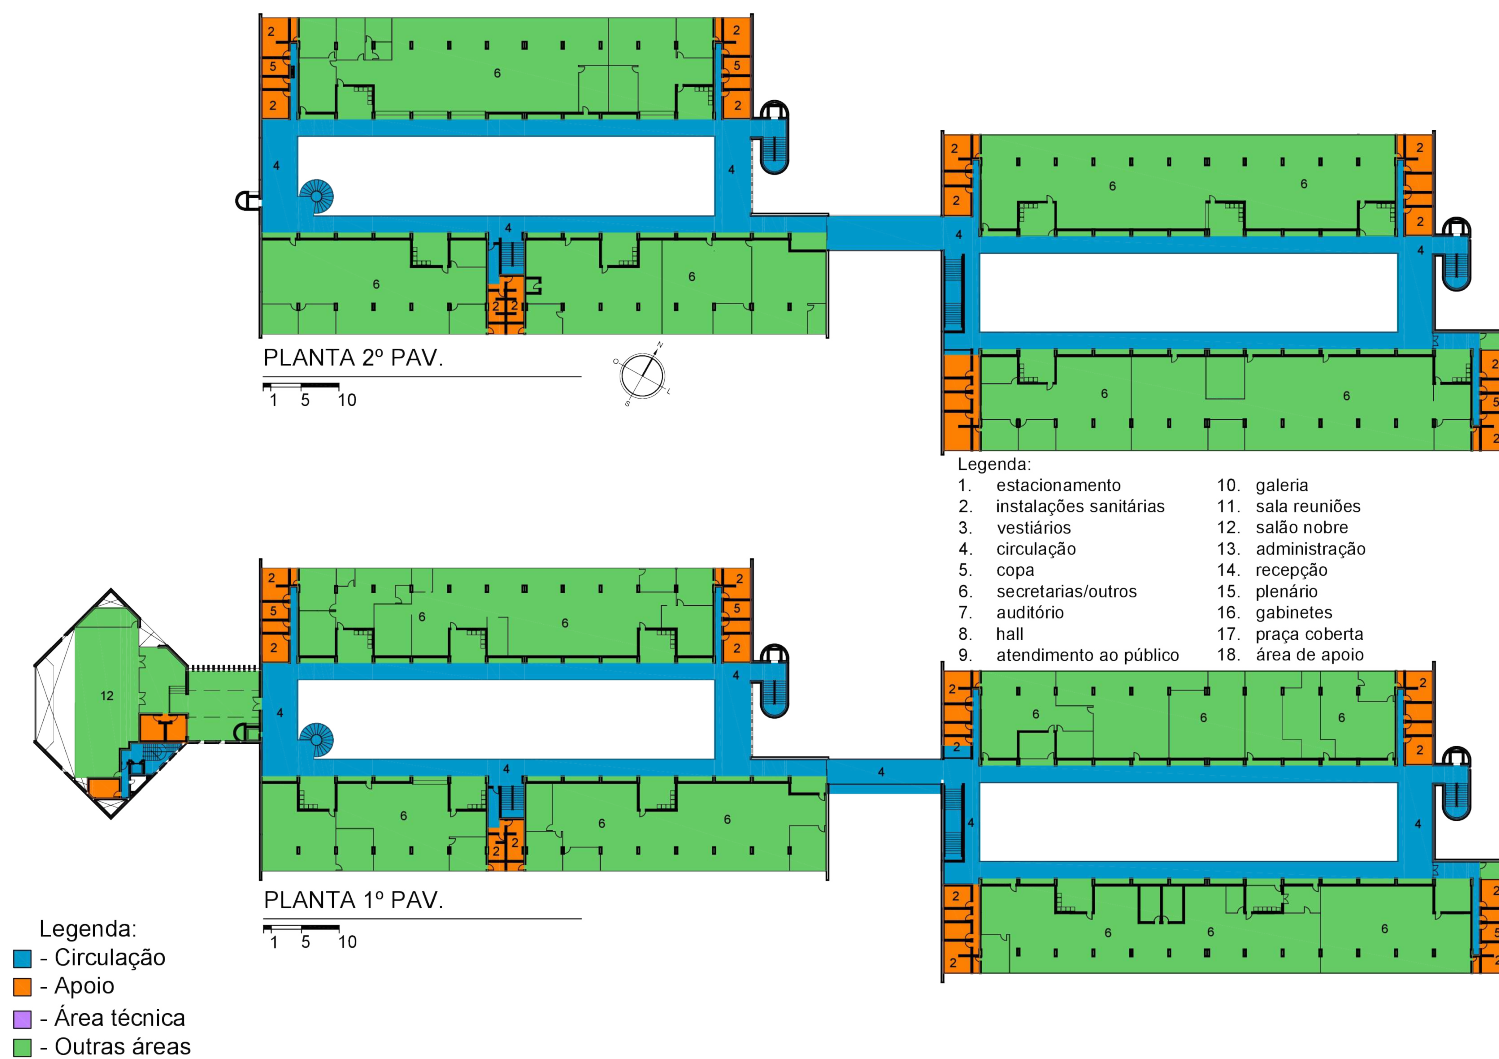 2 2
5 6 5
2 2
4 4
2 2
6 6
2 2
4
4 4
6 6
2 2
PLANTA 2º PAV.
N
O
L
S
1 5 10
2
6 6 5
2
Legenda:
1. estacionamento 10. galeria
2. instalações sanitárias 11. sala reuniões
3. vestiários 12. salão nobre
4. circulação 13. administração
5. copa 14. recepção
6. secretarias/outros 15. plenário
7. auditório 16. gabinetes
8. hall 17. praça coberta
9. atendimento ao público 18. área de apoio
2 2
5 6 6 5
2 2
4
12 4
2 2
6 6 6
2 2
4 4
6 6 6
4 4
2 2
PLANTA 1º PAV.
1 5 10
2 2
6 6 6 5
2 2
Legenda:
- Circulação
- Apoio
- Área técnica
- Outras áreas